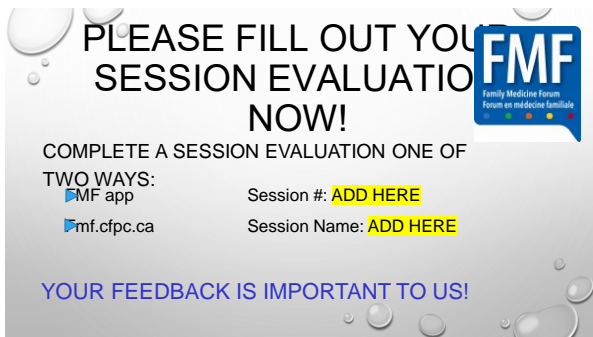 PLEASE FILL OUT YOUR
SESSION EVALUATION
NOW!
FMF
Family Medicine Forum
Forum en médecine familiale
COMPLETE A SESSION EVALUATION ONE OF
TWO WAYS:
FMF app
Session #: ADD HERE
Fmf.cfpc.ca
Session Name: ADD HERE
YOUR FEEDBACK IS IMPORTANT TO US!